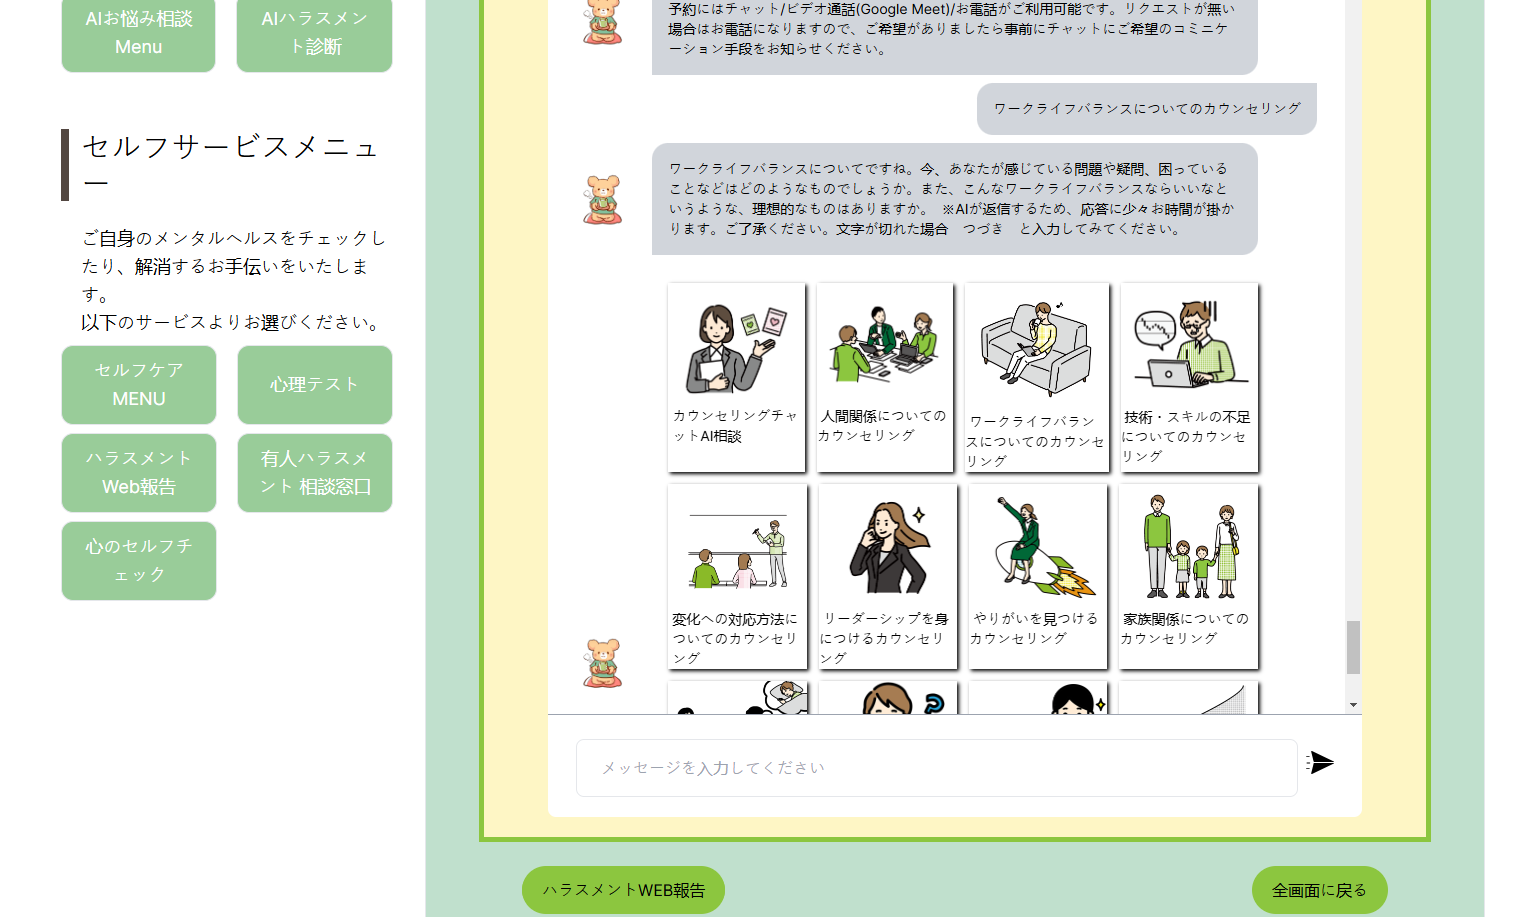 AIお悩み相談
Menu
AIハラスメン
ト診断
セルフサービスメニュ
ー
ご自身のメンタルヘルスをチェックし
たり、解消するお手伝いをいたしま
す。
以下のサービスよりお選びください。
セルフケア
MENU
心理テスト
ハラスメント
Web報告
有人ハラスメ
ント 相談窓口
心のセルフチ
ェック
予約にはチャット/ビデオ通話(Google Meet)/お電話がご利用可能です。リクエストが無い
場合はお電話になりますので、ご希望がありましたら事前にチャットにご希望のコミニケ
ーション手段をお知らせください。
ワークライフバランスについてのカウンセリング
ワークライフバランスについてですね。今、あなたが感じている問題や疑問、困っている
ことなどはどのようなものでしょうか。また、こんなワークライフバランスならいいなと
いうような、理想的なものはありますか。 ※AIが返信するため、応答に少々お時間が掛か
ります。ご了承ください。文字が切れた場合　つづき　と入力してみてください。
カウンセリングチャ
ットAI相談
人間関係についての
カウンセリング
ワークライフバラン
スについてのカウンセ
リング
技術・スキルの不足
についてのカウンセ
リング
変化への対応方法に
ついてのカウンセリ
ング
リーダーシップを身
につけるカウンセリ
ング
やりがいを見つける
カウンセリング
家族関係についての
カウンセリング
メッセージを入力してください
ハラスメントWEB報告
全画面に戻る